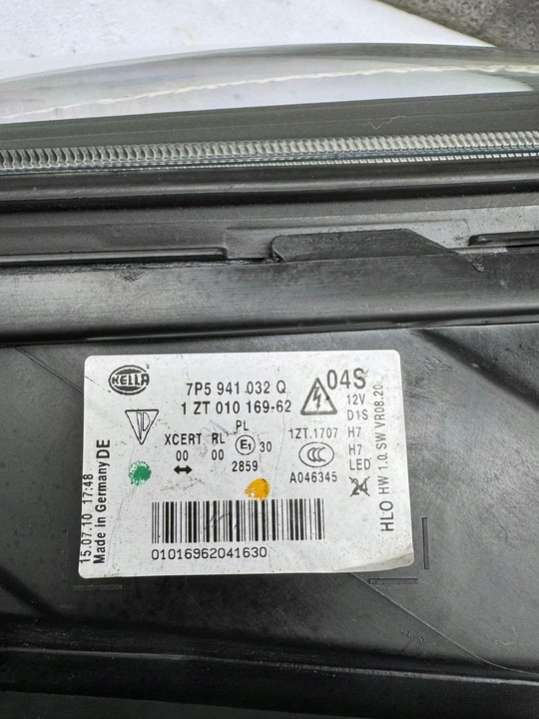 HELLA
7P5 941 032 Q
1 ZT 010 169-62
04S
12V
D1S
H7
H7
LED
24
PL
XCERT RL E1 30
00 00
2859
1ZT.1707
CCC
A046345
HLO HW 1.0. SW VR08.20
DE
Made in Germany
15.07.10 17:48
01016962041630